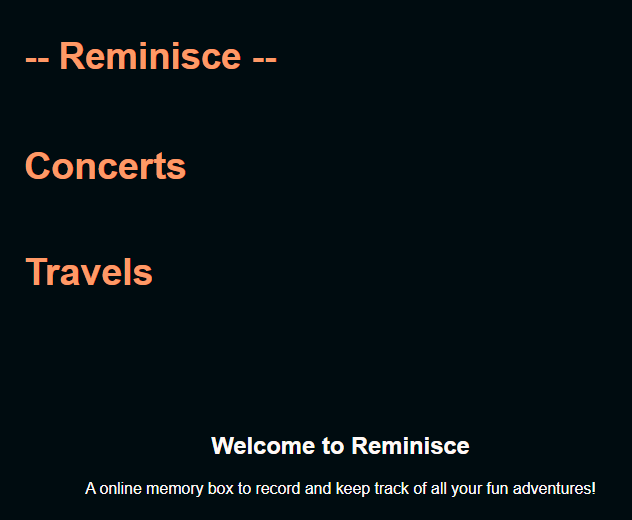 -- Reminisce --
Concerts
Travels
Welcome to Reminisce
A online memory box to record and keep track of all your fun adventures!